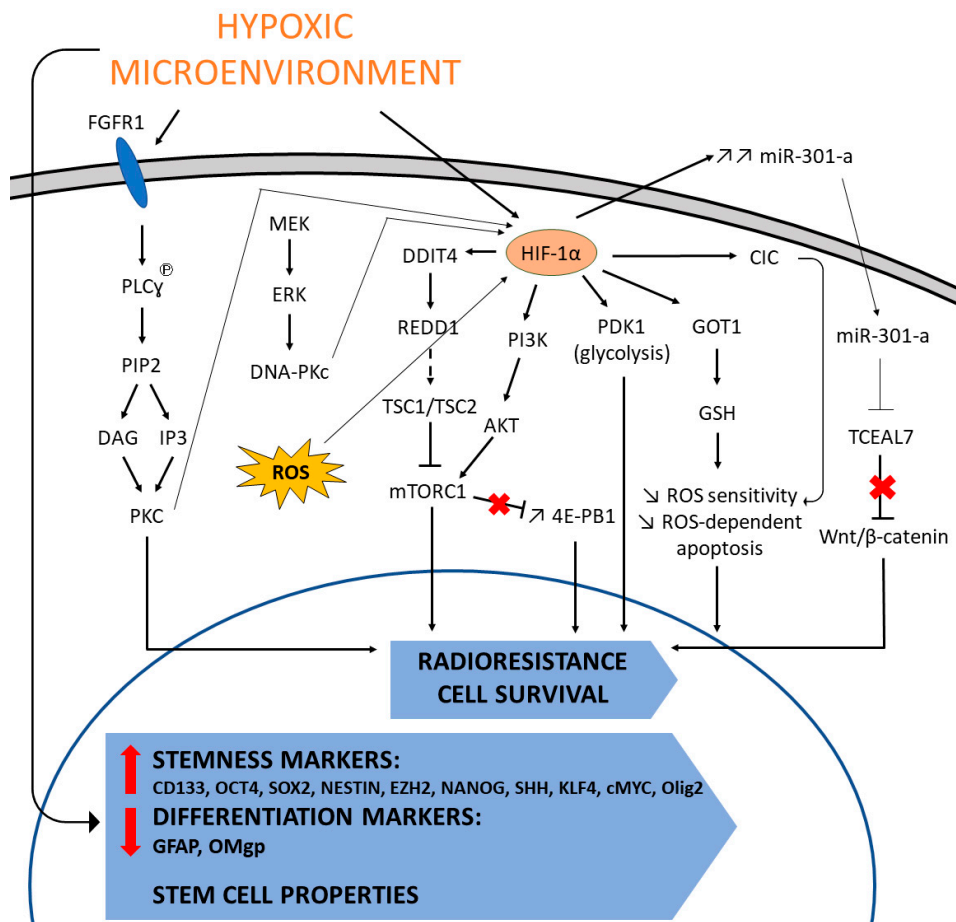 HYPOXIC
MICROENVIRONMENT
FGFR1
↗↗ miR-301-a
MEK
DDIT4
HIF-1α
CIC
PLCɣ Ⓟ
ERK
REDD1
PI3K
PDK1
(glycolysis)
GOT1
miR-301-a
PIP2
DNA-PKc
TSC1/TSC2
AKT
GSH
TCEAL7
DAG
IP3
ROS
mTORC1
PKC
↗ 4E-PB1
↘ ROS sensitivity
↘ ROS-dependent
apoptosis
Wnt/β-catenin
RADIORESISTANCE
CELL SURVIVAL
STEMNESS MARKERS:
CD133, OCT4, SOX2, NESTIN, EZH2, NANOG, SHH, KLF4, cMYC, Olig2
DIFFERENTIATION MARKERS:
GFAP, OMgp
STEM CELL PROPERTIES